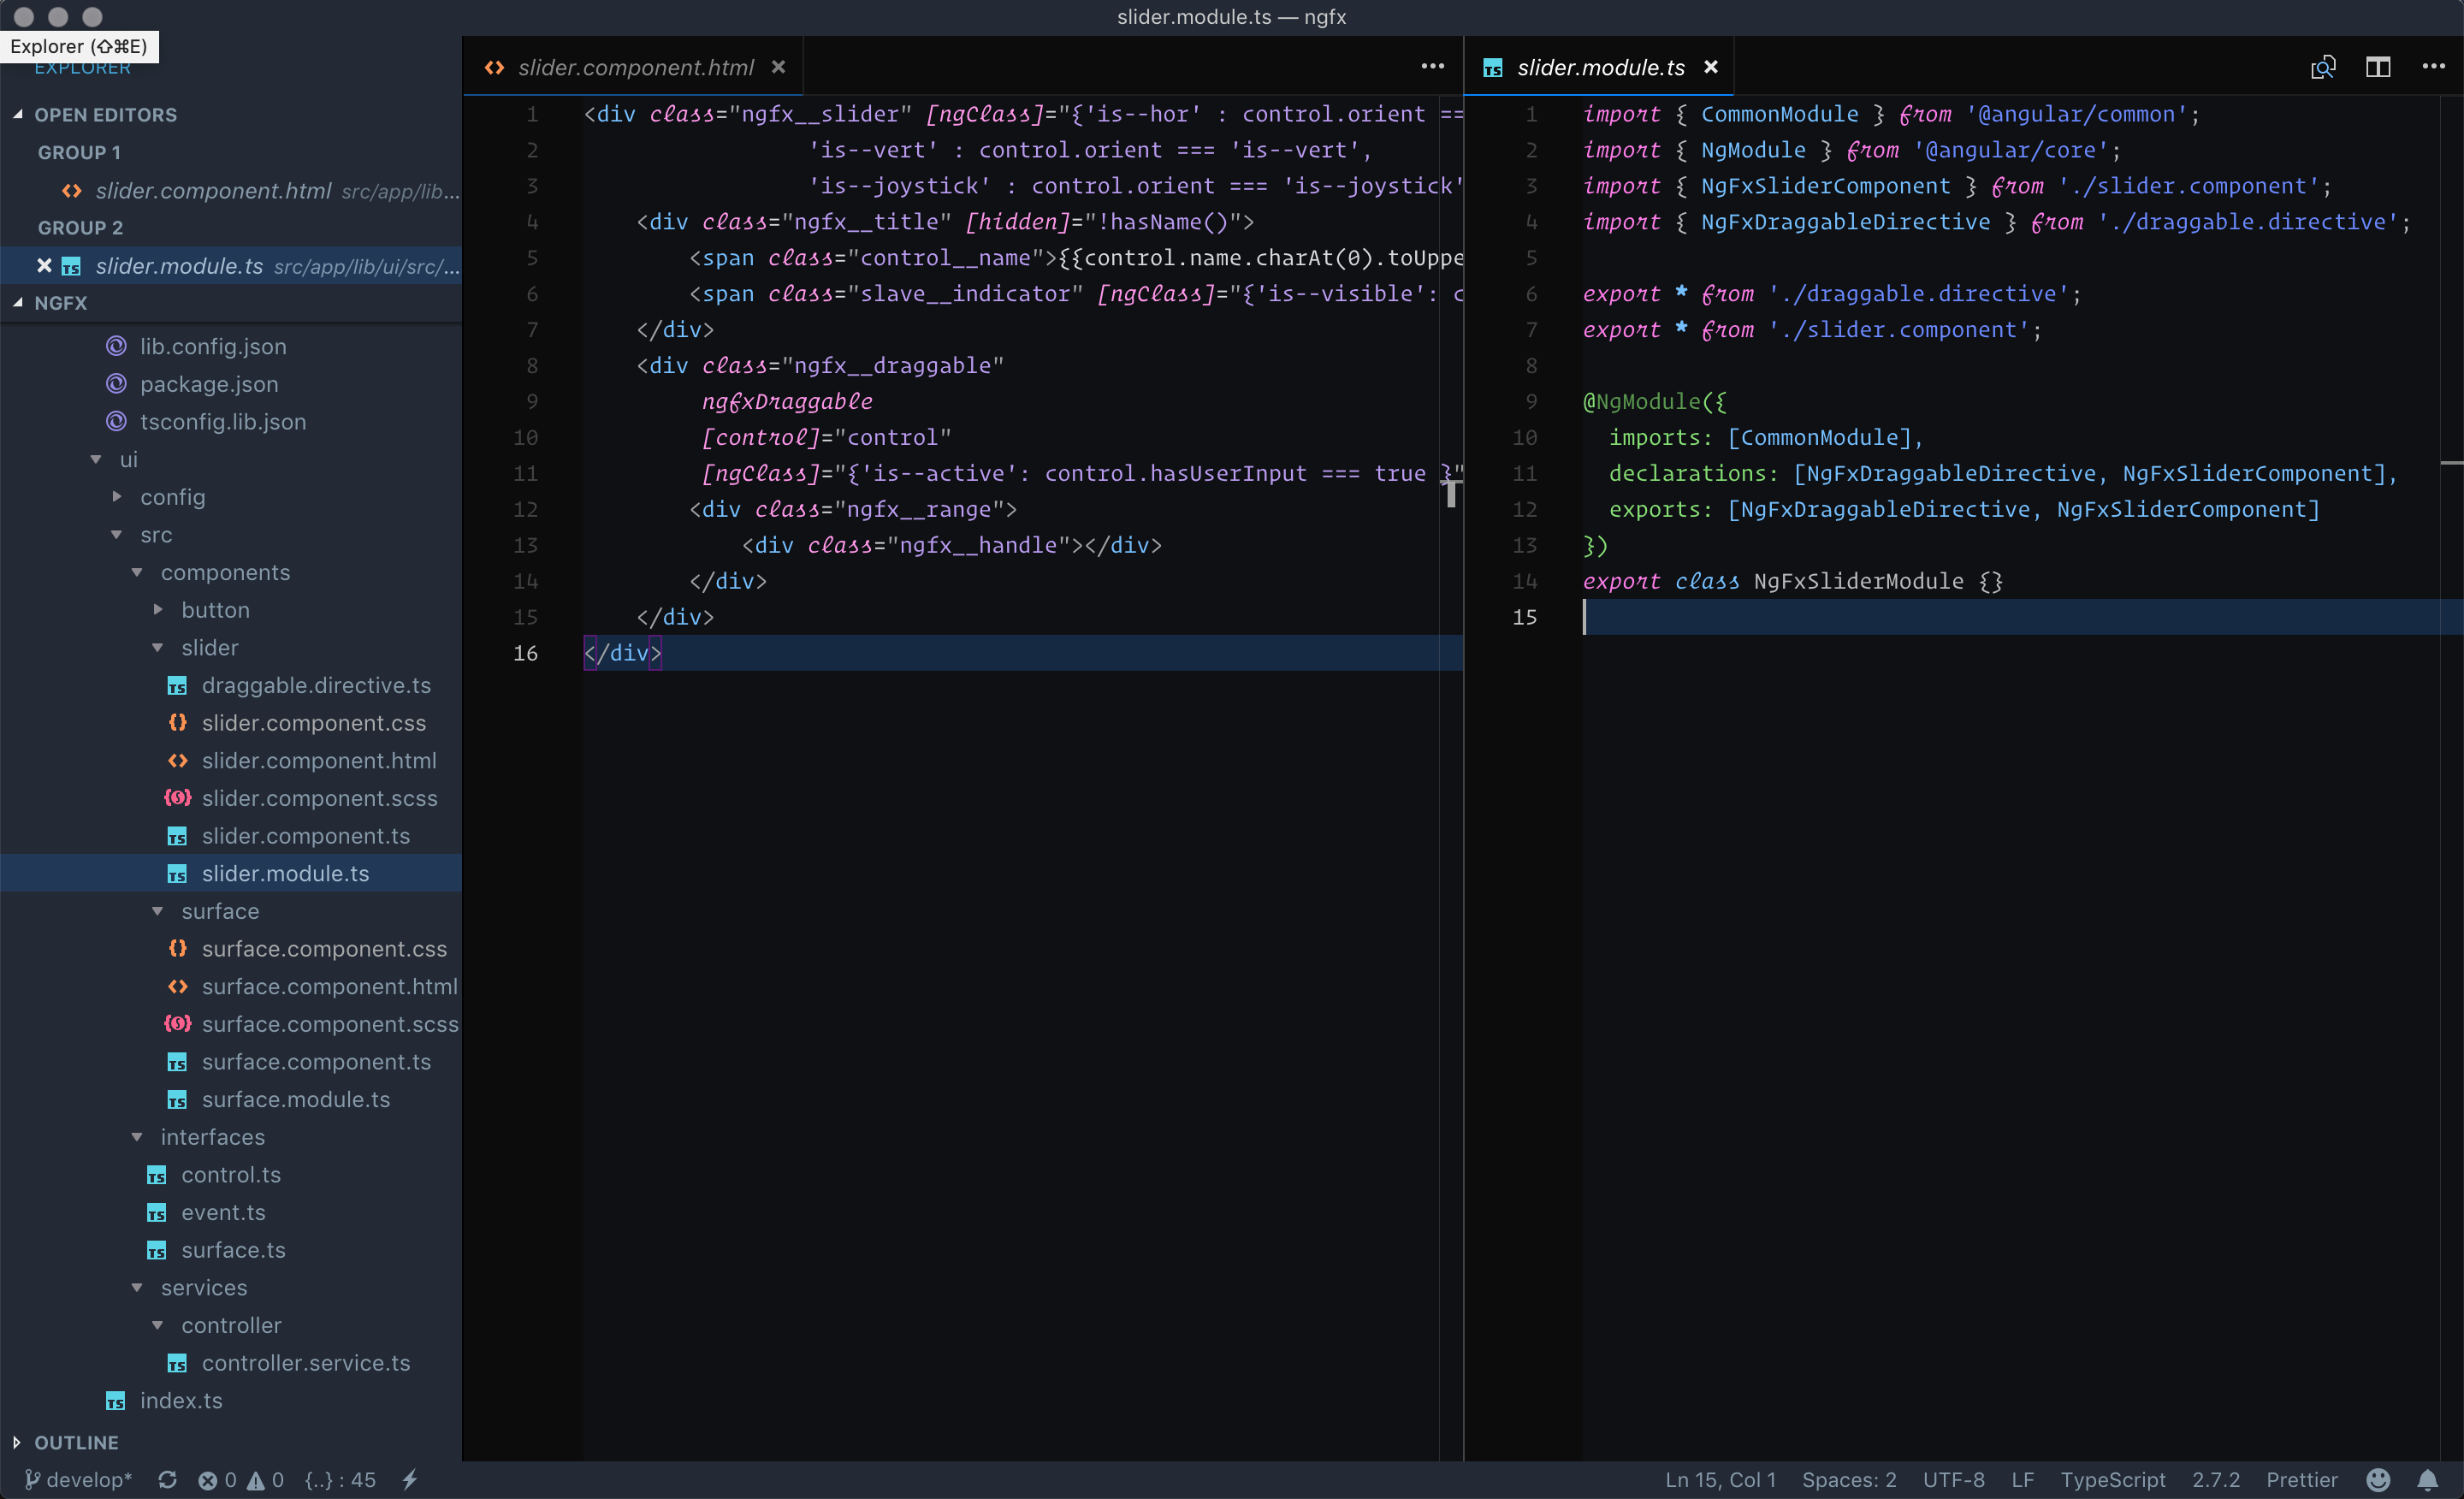 slider.module.ts — ngfx
Explorer (⇧⌘E)
EXPLORER
OPEN EDITORS
GROUP 1
slider.component.html src/app/lib...
GROUP 2
slider.module.ts src/app/lib/ui/src/...
NGFX
lib.config.json
package.json
tsconfig.lib.json
ui
config
src
components
button
slider
draggable.directive.ts
slider.component.css
slider.component.html
slider.component.scss
slider.component.ts
slider.module.ts
surface
surface.component.css
surface.component.html
surface.component.scss
surface.component.ts
surface.module.ts
interfaces
control.ts
event.ts
surface.ts
services
controller
controller.service.ts
index.ts
OUTLINE
slider.component.html
1 <div class="ngfx__slider" [ngClass]="{'is--hor' : control.orient ==
2 'is--vert' : control.orient === 'is--vert',
3 'is--joystick' : control.orient === 'is--joystick'
4 <div class="ngfx__title" [hidden]="!hasName()">
5 <span class="control__name">{{control.name.charAt(0).toUppe
6 <span class="slave__indicator" [ngClass]="{'is--visible': c
7 </div>
8 <div class="ngfx__draggable"
9 ngfxDraggable
10 [control]="control"
11 [ngClass]="{'is--active': control.hasUserInput === true }"
12 <div class="ngfx__range">
13 <div class="ngfx__handle"></div>
14 </div>
15 </div>
16 </div>
slider.module.ts
1 import { CommonModule } from '@angular/common';
2 import { NgModule } from '@angular/core';
3 import { NgFxSliderComponent } from './slider.component';
4 import { NgFxDraggableDirective } from './draggable.directive';
5
6 export * from './draggable.directive';
7 export * from './slider.component';
8
9 @NgModule({
10 imports: [CommonModule],
11 declarations: [NgFxDraggableDirective, NgFxSliderComponent],
12 exports: [NgFxDraggableDirective, NgFxSliderComponent]
13 })
14 export class NgFxSliderModule {}
15
develop* 0 0 {..} : 45
Ln 15, Col 1 Spaces: 2 UTF-8 LF TypeScript 2.7.2 Prettier